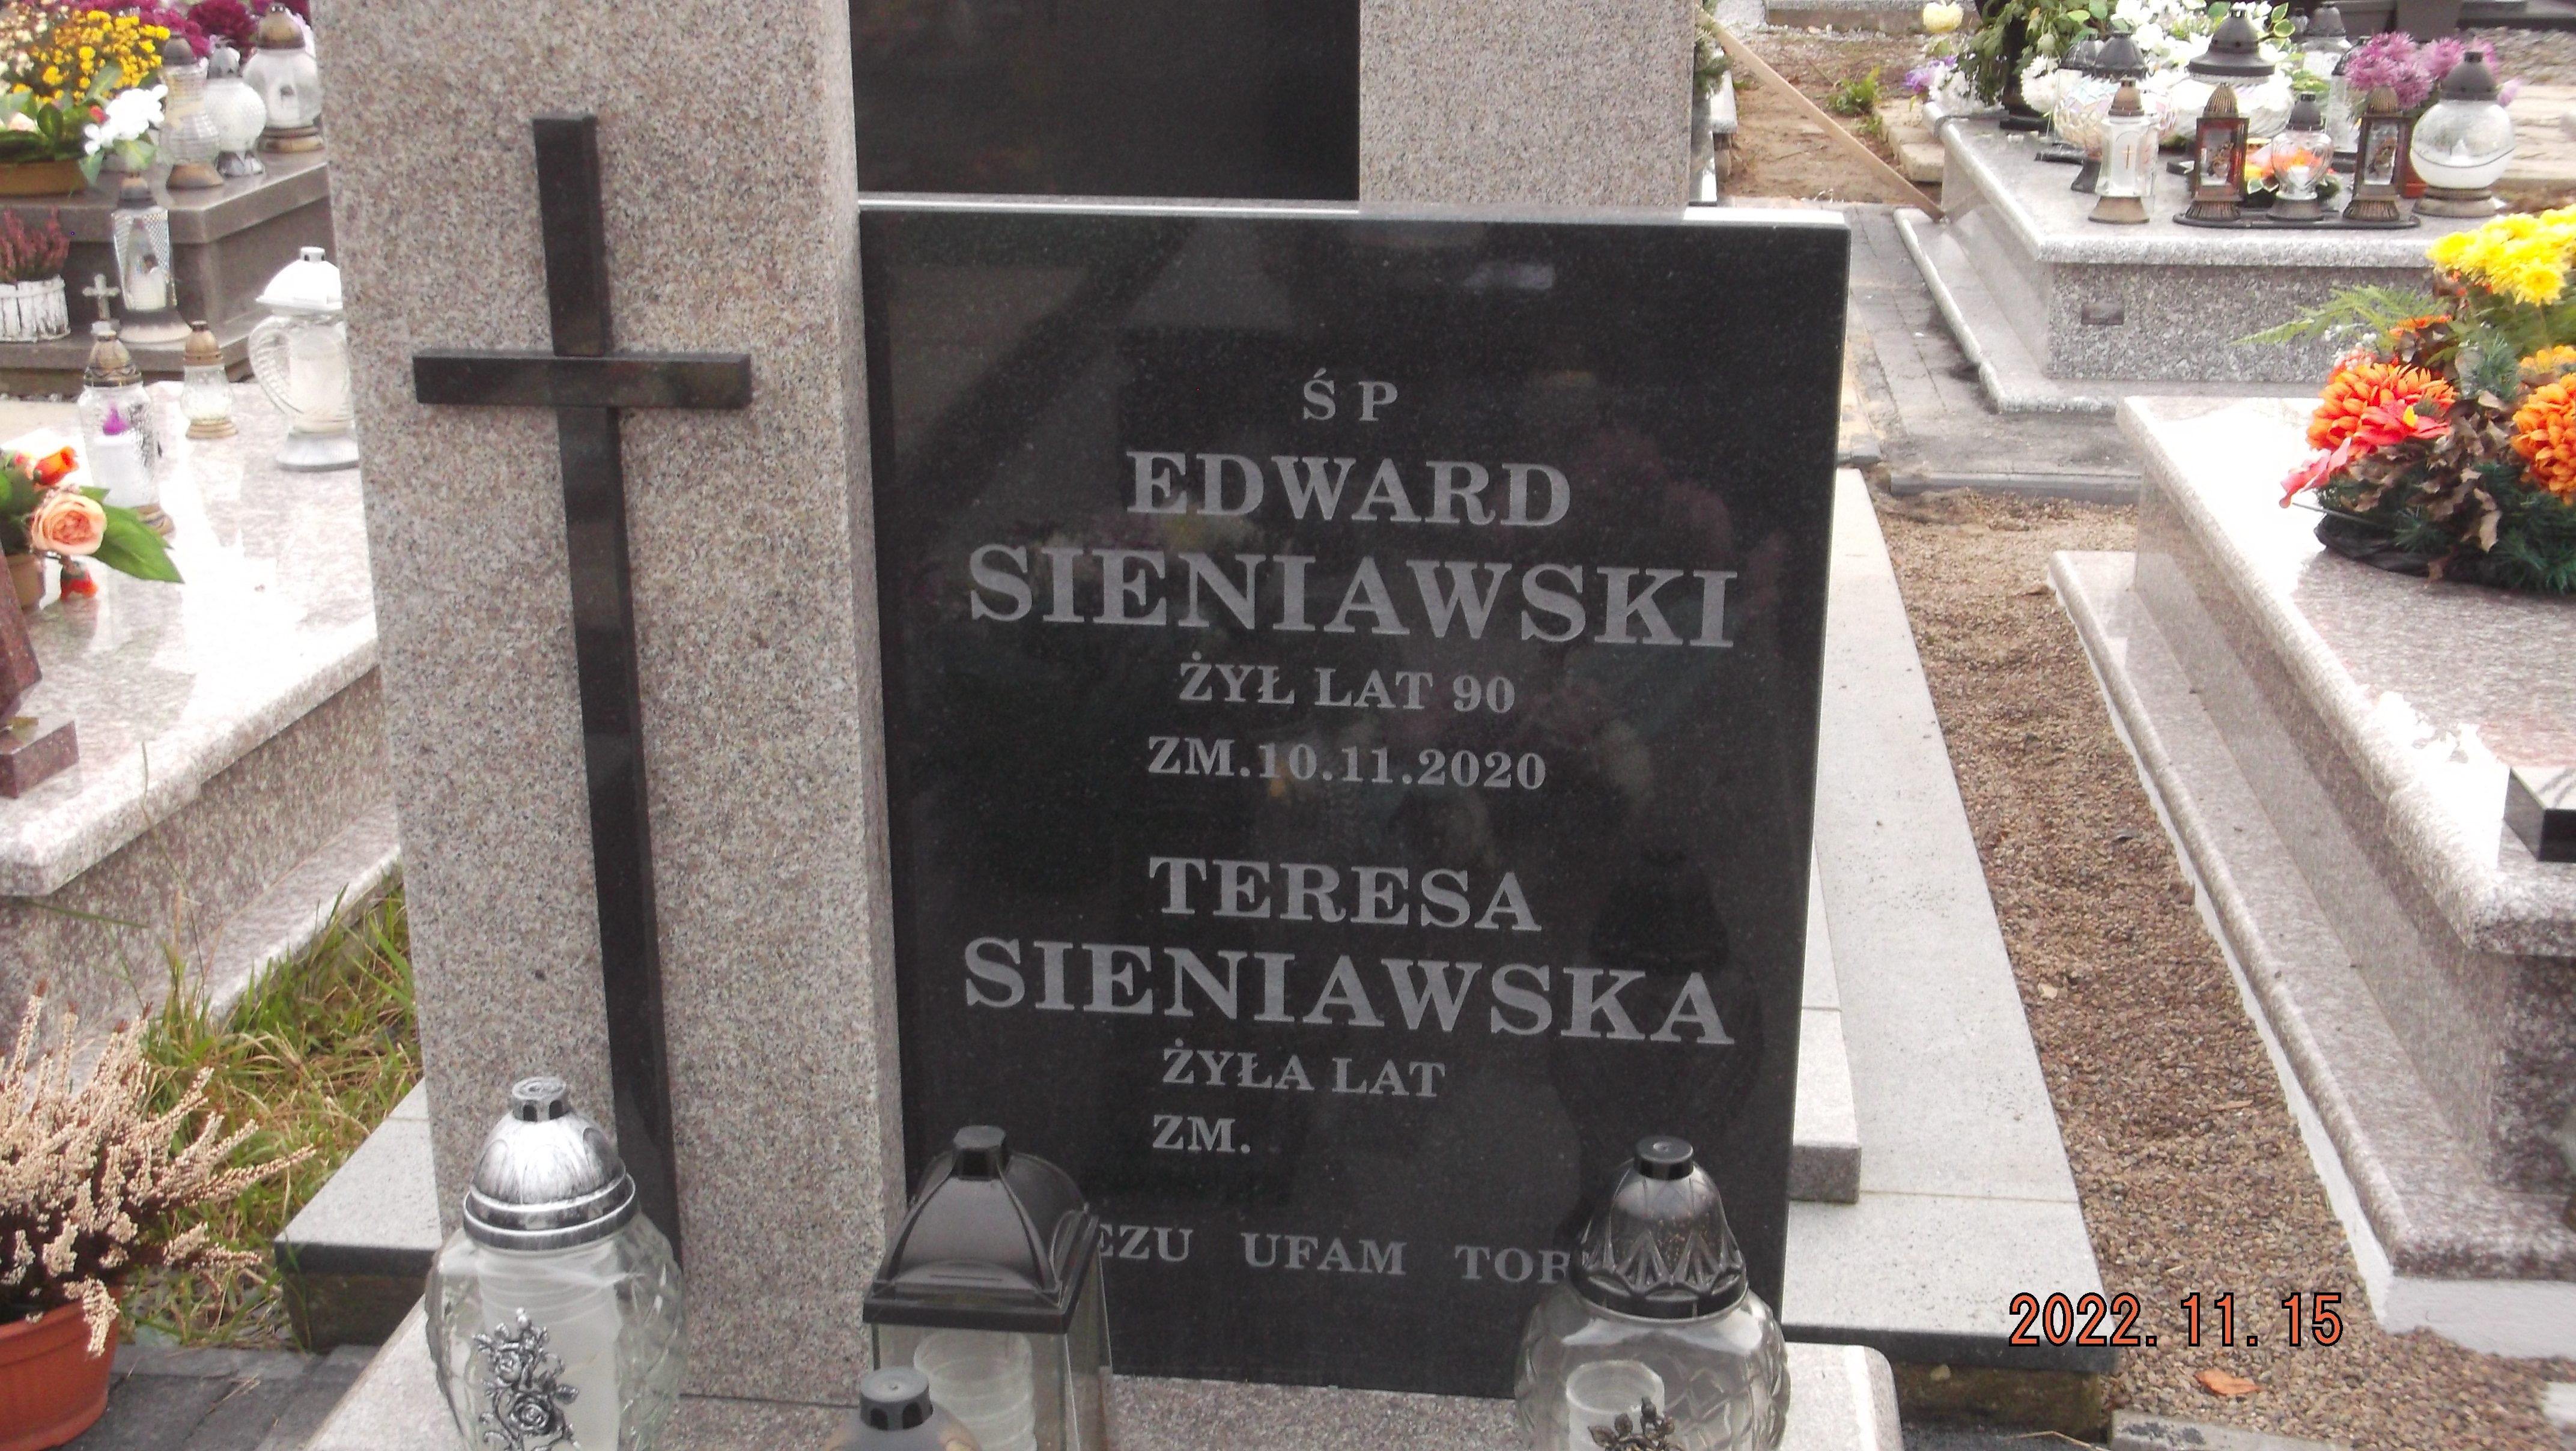 Ś P
EDWARD
SIENIAWSKI
ŻYŁ LAT 90
ZM.10.11.2020
TERESA
SIENIAWSKA
ŻYŁA LAT
ZM.
UFAM
2022.11.15